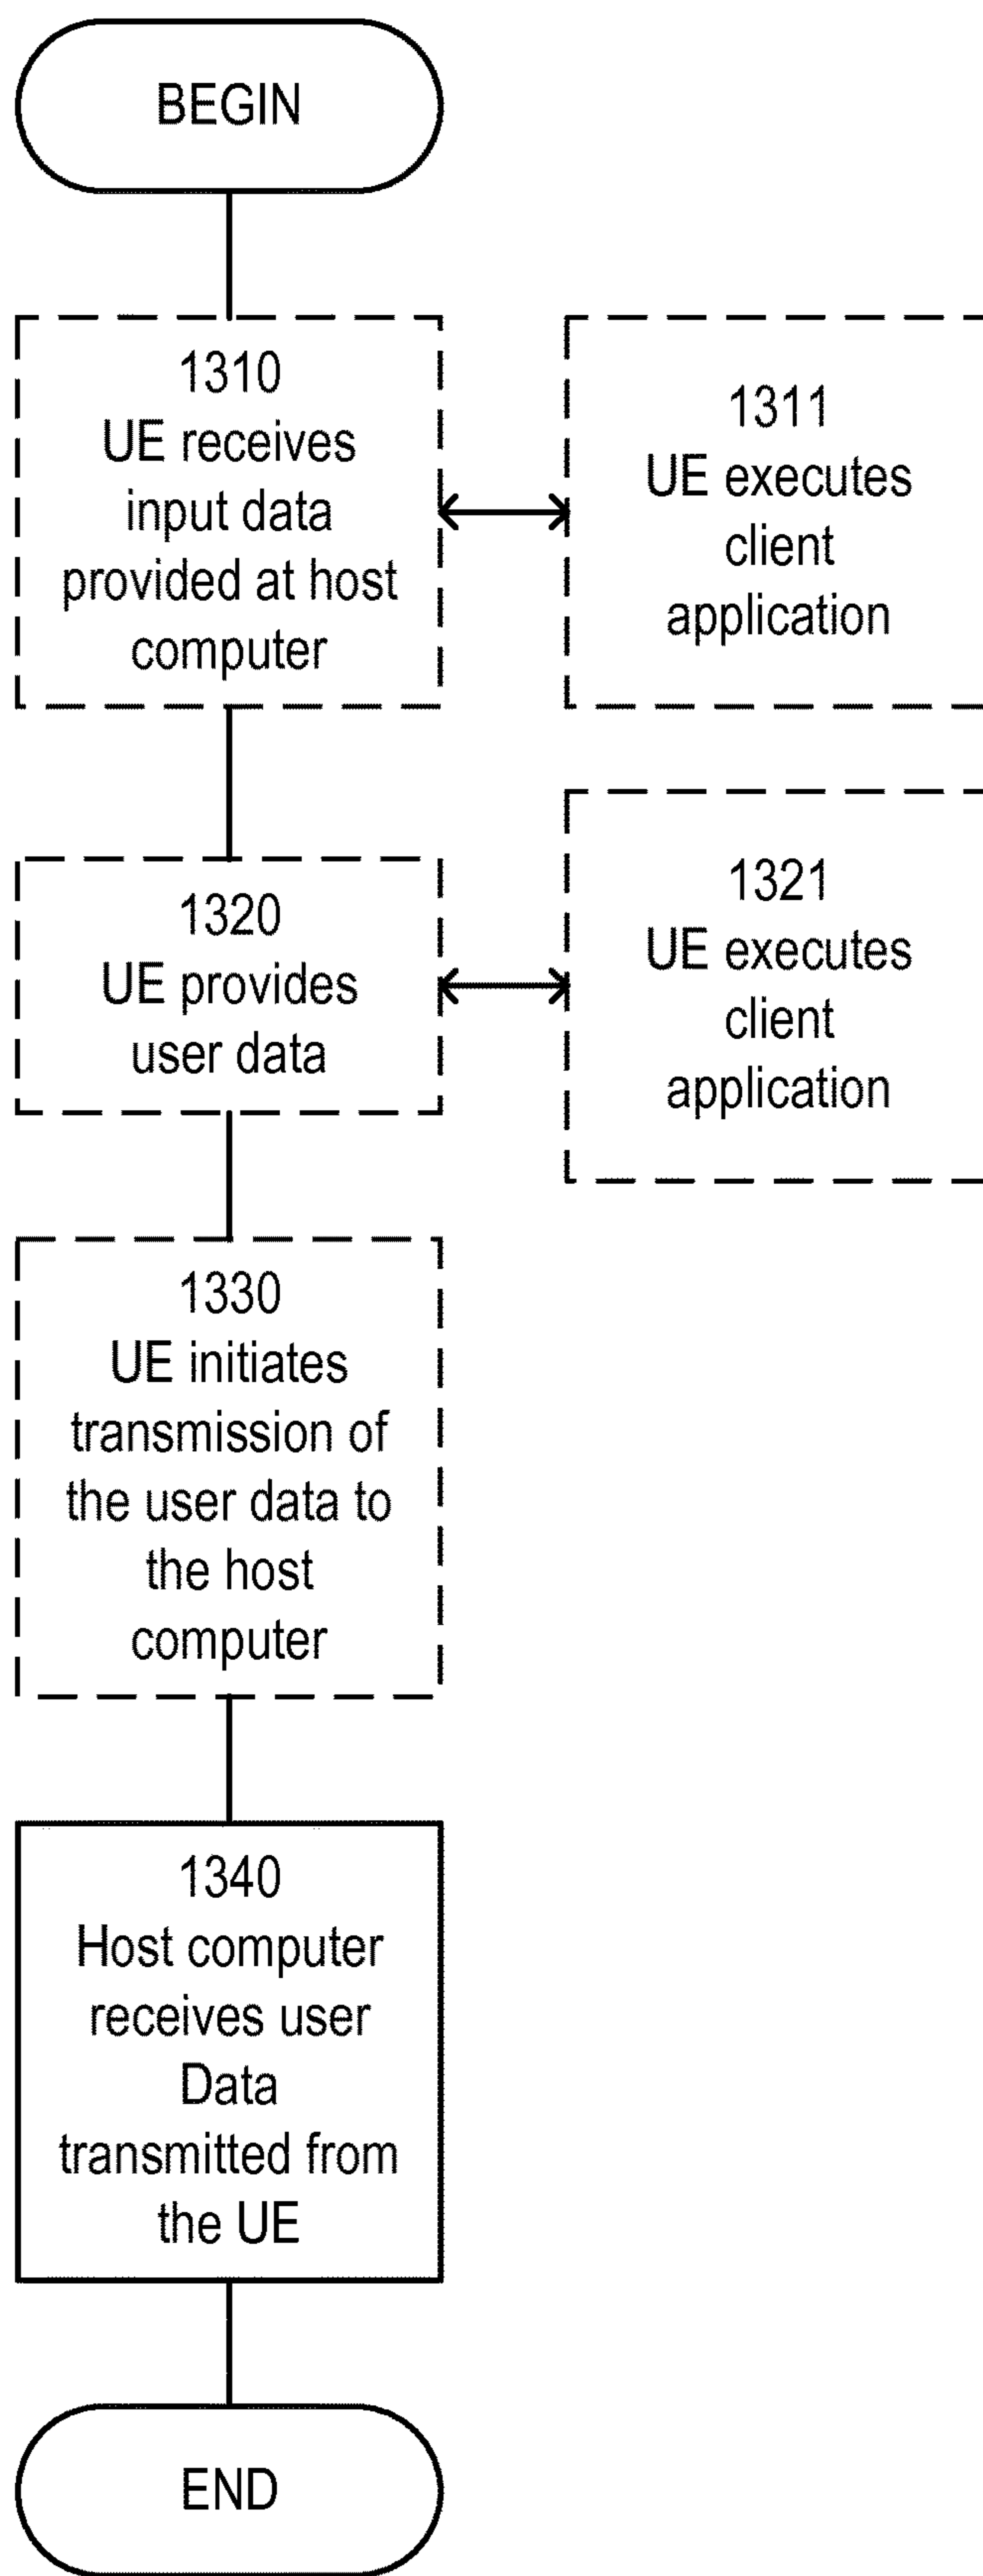 BEGIN
1310
UE receives
input data
provided at host
computer
1311
UE executes
client
application
1320
UE provides
user data
1321
UE executes
client
application
1330
UE initiates
transmission of
the user data to
the host
computer
1340
Host computer
receives user
Data
transmitted from
the UE
END